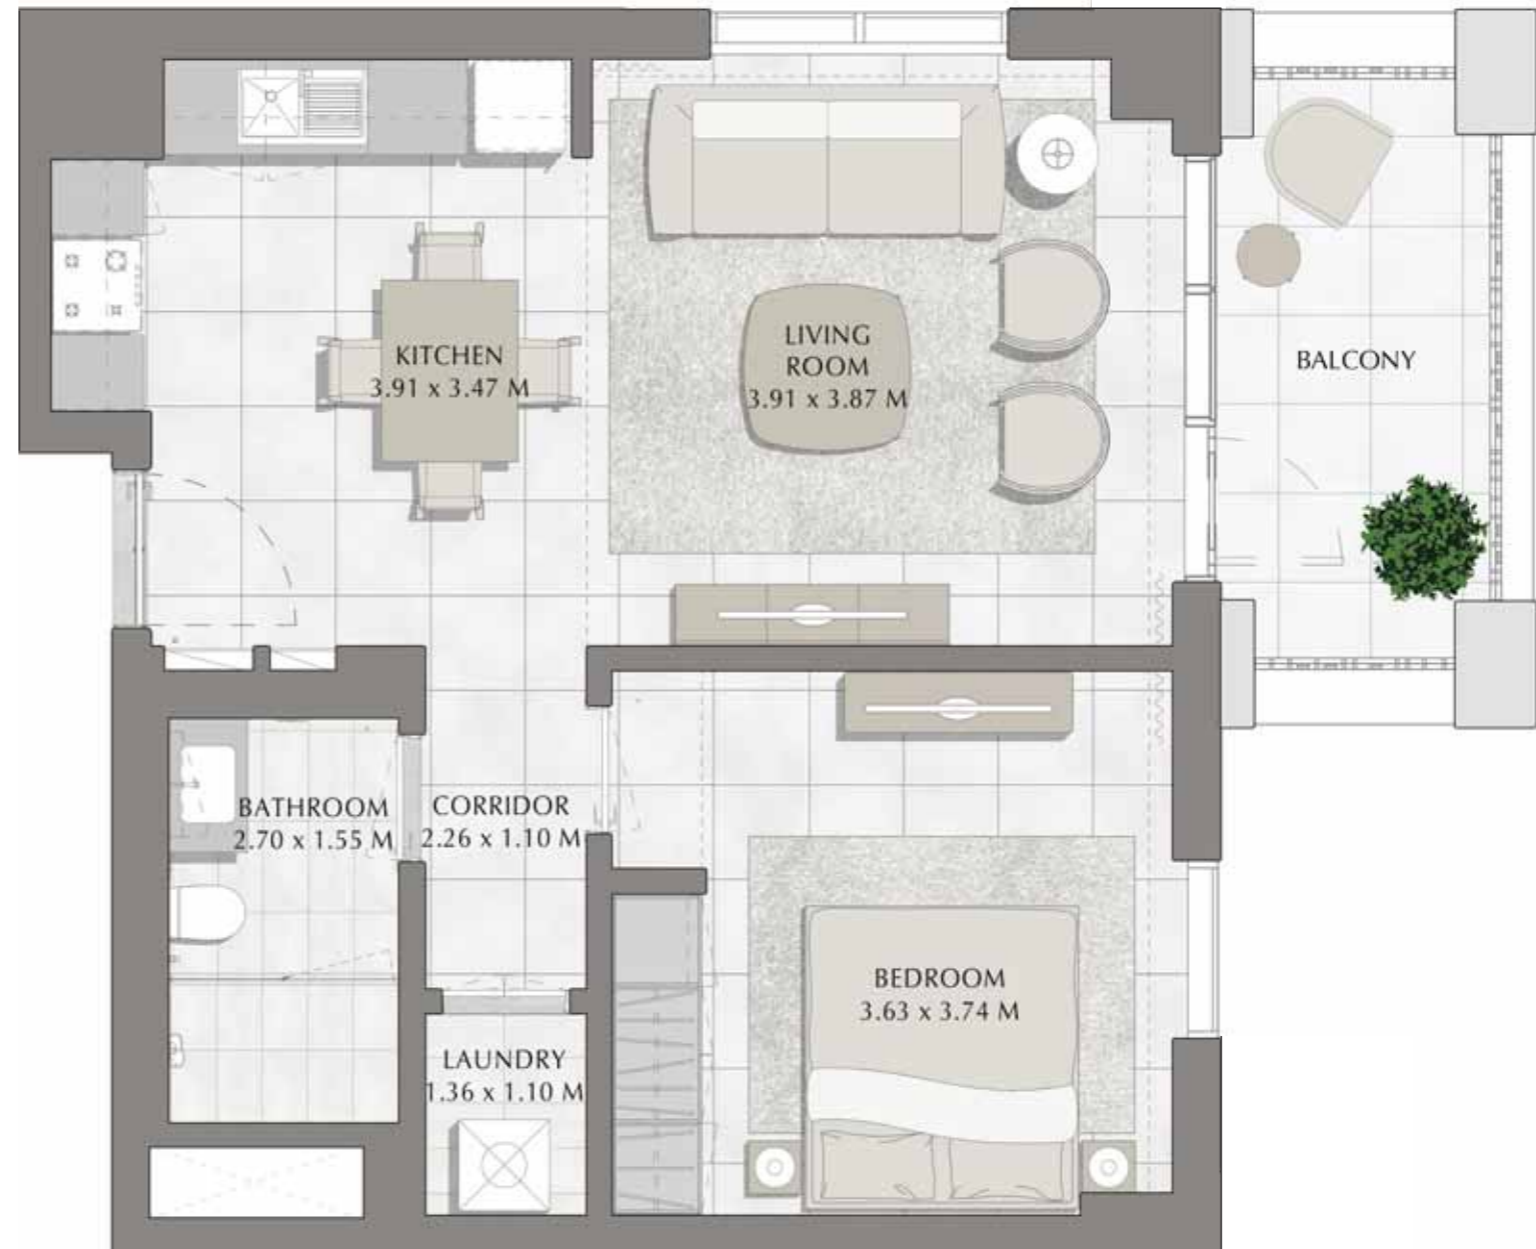 KITCHEN
3.91 x 3.47 M
LIVING
ROOM
3.91 x 3.87 M
BALCONY
BATHROOM
2.70 x 1.55 M
CORRIDOR
2.26 x 1.10 M
BEDROOM
3.63 x 3.74 M
LAUNDRY
1.36 x 1.10 M